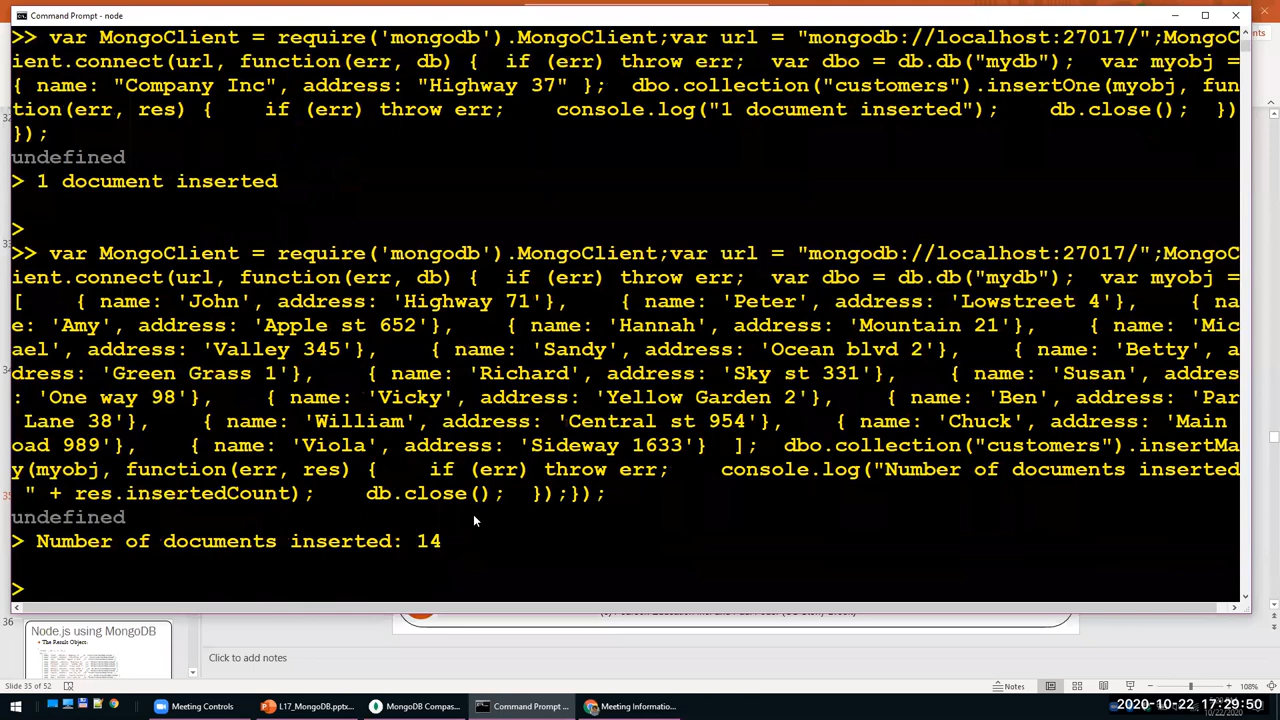 Command Prompt - node
>> var MongoClient = require('mongodb').MongoClient;var url = "mongodb://localhost:27017/";MongoC
ient.connect(url, function(err, db) {  if (err) throw err;  var dbo = db.db("mydb");  var myobj =
{ name: "Company Inc", address: "Highway 37" };  dbo.collection("customers").insertOne(myobj, fun
tion(err, res) {    if (err) throw err;    console.log("1 document inserted");    db.close();  })
});
undefined
> 1 document inserted
>
>> var MongoClient = require('mongodb').MongoClient;var url = "mongodb://localhost:27017/";MongoC
ient.connect(url, function(err, db) {  if (err) throw err;  var dbo = db.db("mydb");  var myobj =
[    { name: 'John', address: 'Highway 71'},    { name: 'Peter', address: 'Lowstreet 4'},    { na
e: 'Amy', address: 'Apple st 652'},    { name: 'Hannah', address: 'Mountain 21'},    { name: 'Mic
ael', address: 'Valley 345'},    { name: 'Sandy', address: 'Ocean blvd 2'},    { name: 'Betty', a
dress: 'Green Grass 1'},    { name: 'Richard', address: 'Sky st 331'},    { name: 'Susan', addres
: 'One way 98'},    { name: 'Vicky', address: 'Yellow Garden 2'},    { name: 'Ben', address: 'Par
Lane 38'},    { name: 'William', address: 'Central st 954'},    { name: 'Chuck', address: 'Main
oad 989'},    { name: 'Viola', address: 'Sideway 1633'}  ];  dbo.collection("customers").insertMa
y(myobj, function(err, res) {    if (err) throw err;    console.log("Number of documents inserted
" + res.insertedCount);    db.close();  });});
undefined
> Number of documents inserted: 14
>
36
Node.js using MongoDB
The Result Object:
Click to add notes
Slide 35 of 52
Notes
108%
Meeting Controls
L17_MongoDB.pptx...
MongoDB Compas...
Command Prompt ...
Meeting Informatio...
2020-10-22 17:29:50